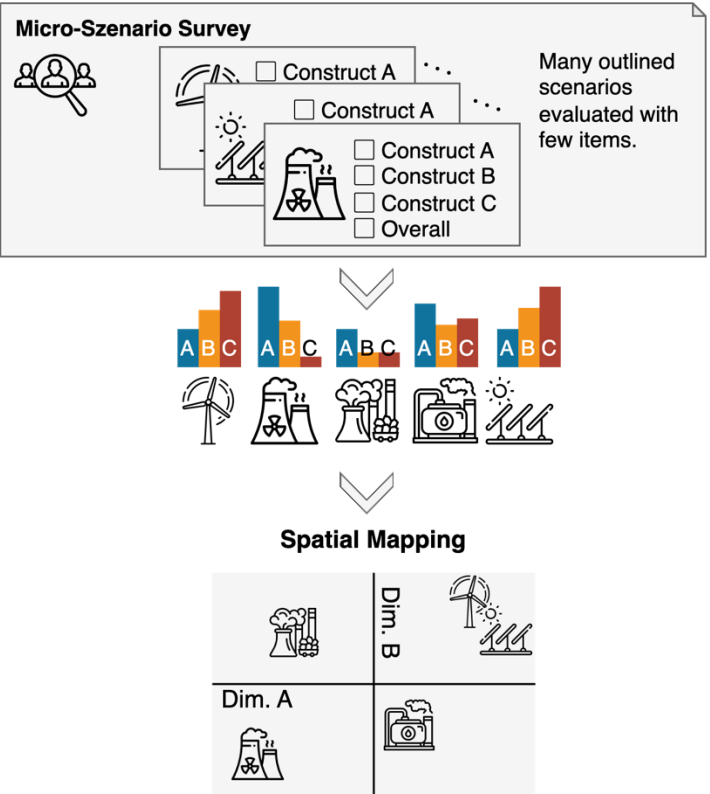 Micro-Szenario Survey
Construct A
Construct A
Construct A
Construct B
Construct C
Overall
Many outlined
scenarios
evaluated with
few items.
A B C
A B C
A B C
A B C
A B C
Spatial Mapping
Dim. B
Dim. A